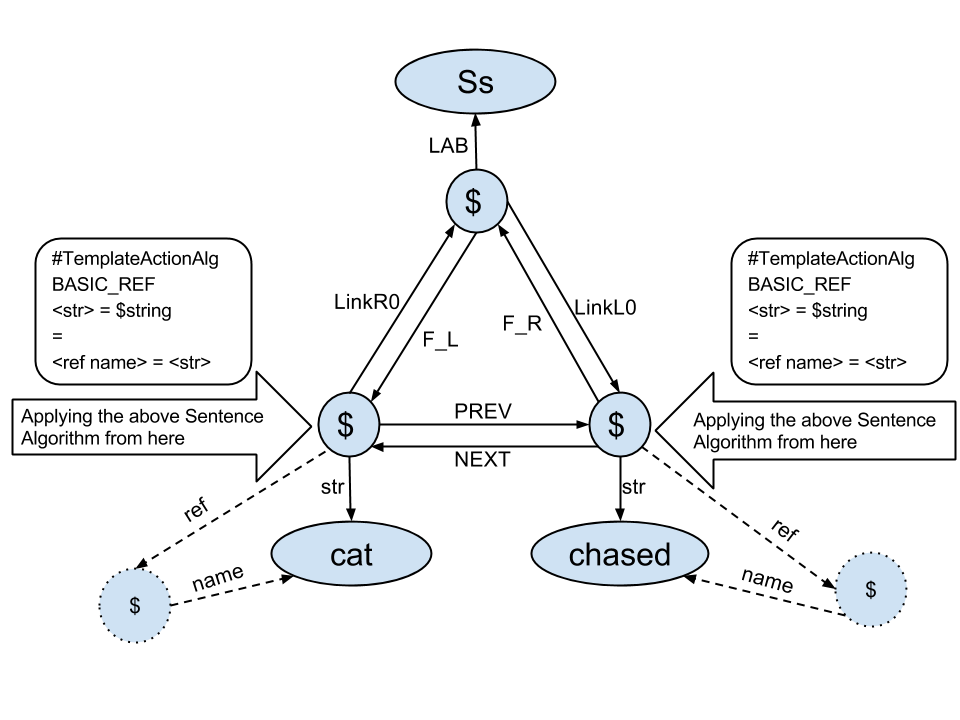 Ss
LAB
$
#TemplateActionAlg
BASIC_REF
<str> = $string
=
<ref name> = <str>
#TemplateActionAlg
BASIC_REF
<str> = $string
=
<ref name> = <str>
LinkR0
F_L
F_R
LinkL0
Applying the above Sentence
Algorithm from here
$
PREV
NEXT
$
Applying the above Sentence
Algorithm from here
str
str
ref
ref
cat
chased
name
name
$
$